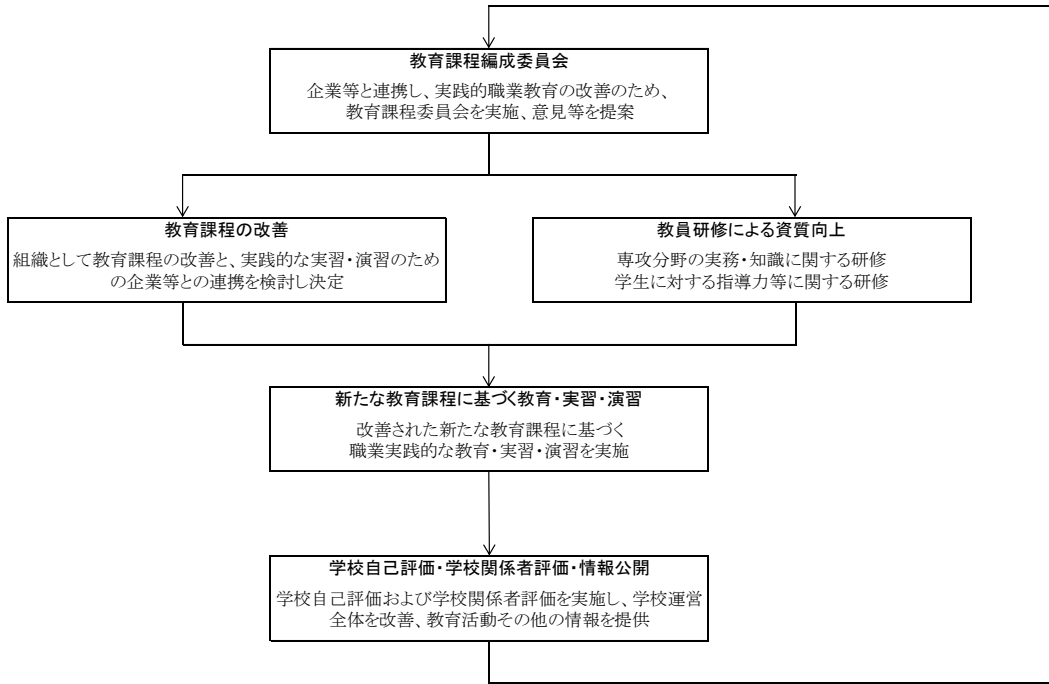 教育課程編成委員会
企業等と連携し、実践的職業教育の改善のため、
教育課程委員会を実施、意見等を提案
教育課程の改善
組織として教育課程の改善と、実践的な実習・演習のため
の企業等との連携を検討し決定
教員研修による資質向上
専攻分野の実務・知識に関する研修
学生に対する指導力等に関する研修
新たな教育課程に基づく教育・実習・演習
改善された新たな教育課程に基づく
職業実践的な教育・実習・演習を実施
学校自己評価・学校関係者評価・情報公開
学校自己評価および学校関係者評価を実施し、学校運営
全体を改善、教育活動その他の情報を提供